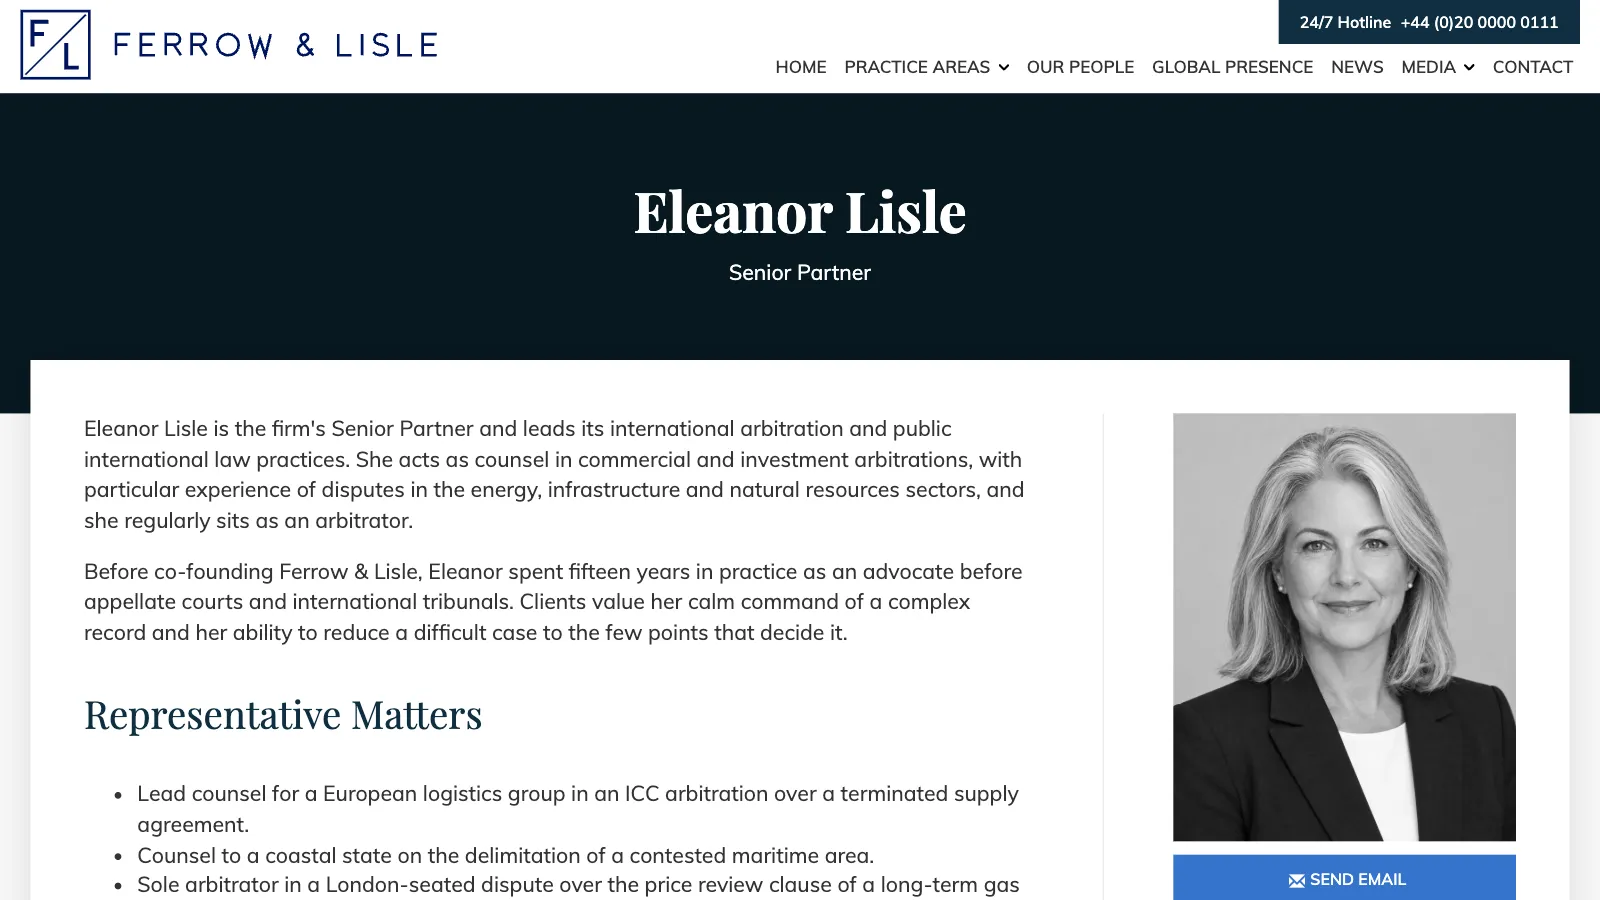 F L FERROW & LISLE
24/7 Hotline +44 (0)20 0000 0111
HOME PRACTICE AREAS OUR PEOPLE GLOBAL PRESENCE NEWS MEDIA CONTACT
Eleanor Lisle
Senior Partner
Eleanor Lisle is the firm's Senior Partner and leads its international arbitration and public
international law practices. She acts as counsel in commercial and investment arbitrations, with
particular experience of disputes in the energy, infrastructure and natural resources sectors, and
she regularly sits as an arbitrator.
Before co-founding Ferrow & Lisle, Eleanor spent fifteen years in practice as an advocate before
appellate courts and international tribunals. Clients value her calm command of a complex
record and her ability to reduce a difficult case to the few points that decide it.
Representative Matters
• Lead counsel for a European logistics group in an ICC arbitration over a terminated supply
agreement.
• Counsel to a coastal state on the delimitation of a contested maritime area.
• Sole arbitrator in a London-seated dispute over the price review clause of a long-term gas
SEND EMAIL